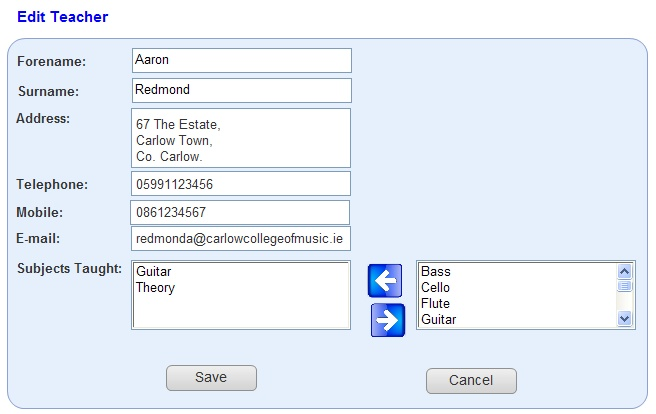 Edit Teacher
Forename: Aaron
Surname: Redmond
Address: 67 The Estate,
Carlow Town,
Co. Carlow.
Telephone: 05991123456
Mobile: 0861234567
E-mail: redmonda@carlowcollegeofmusic.ie
Subjects Taught: Guitar
Theory
Bass
Cello
Flute
Guitar
Save
Cancel